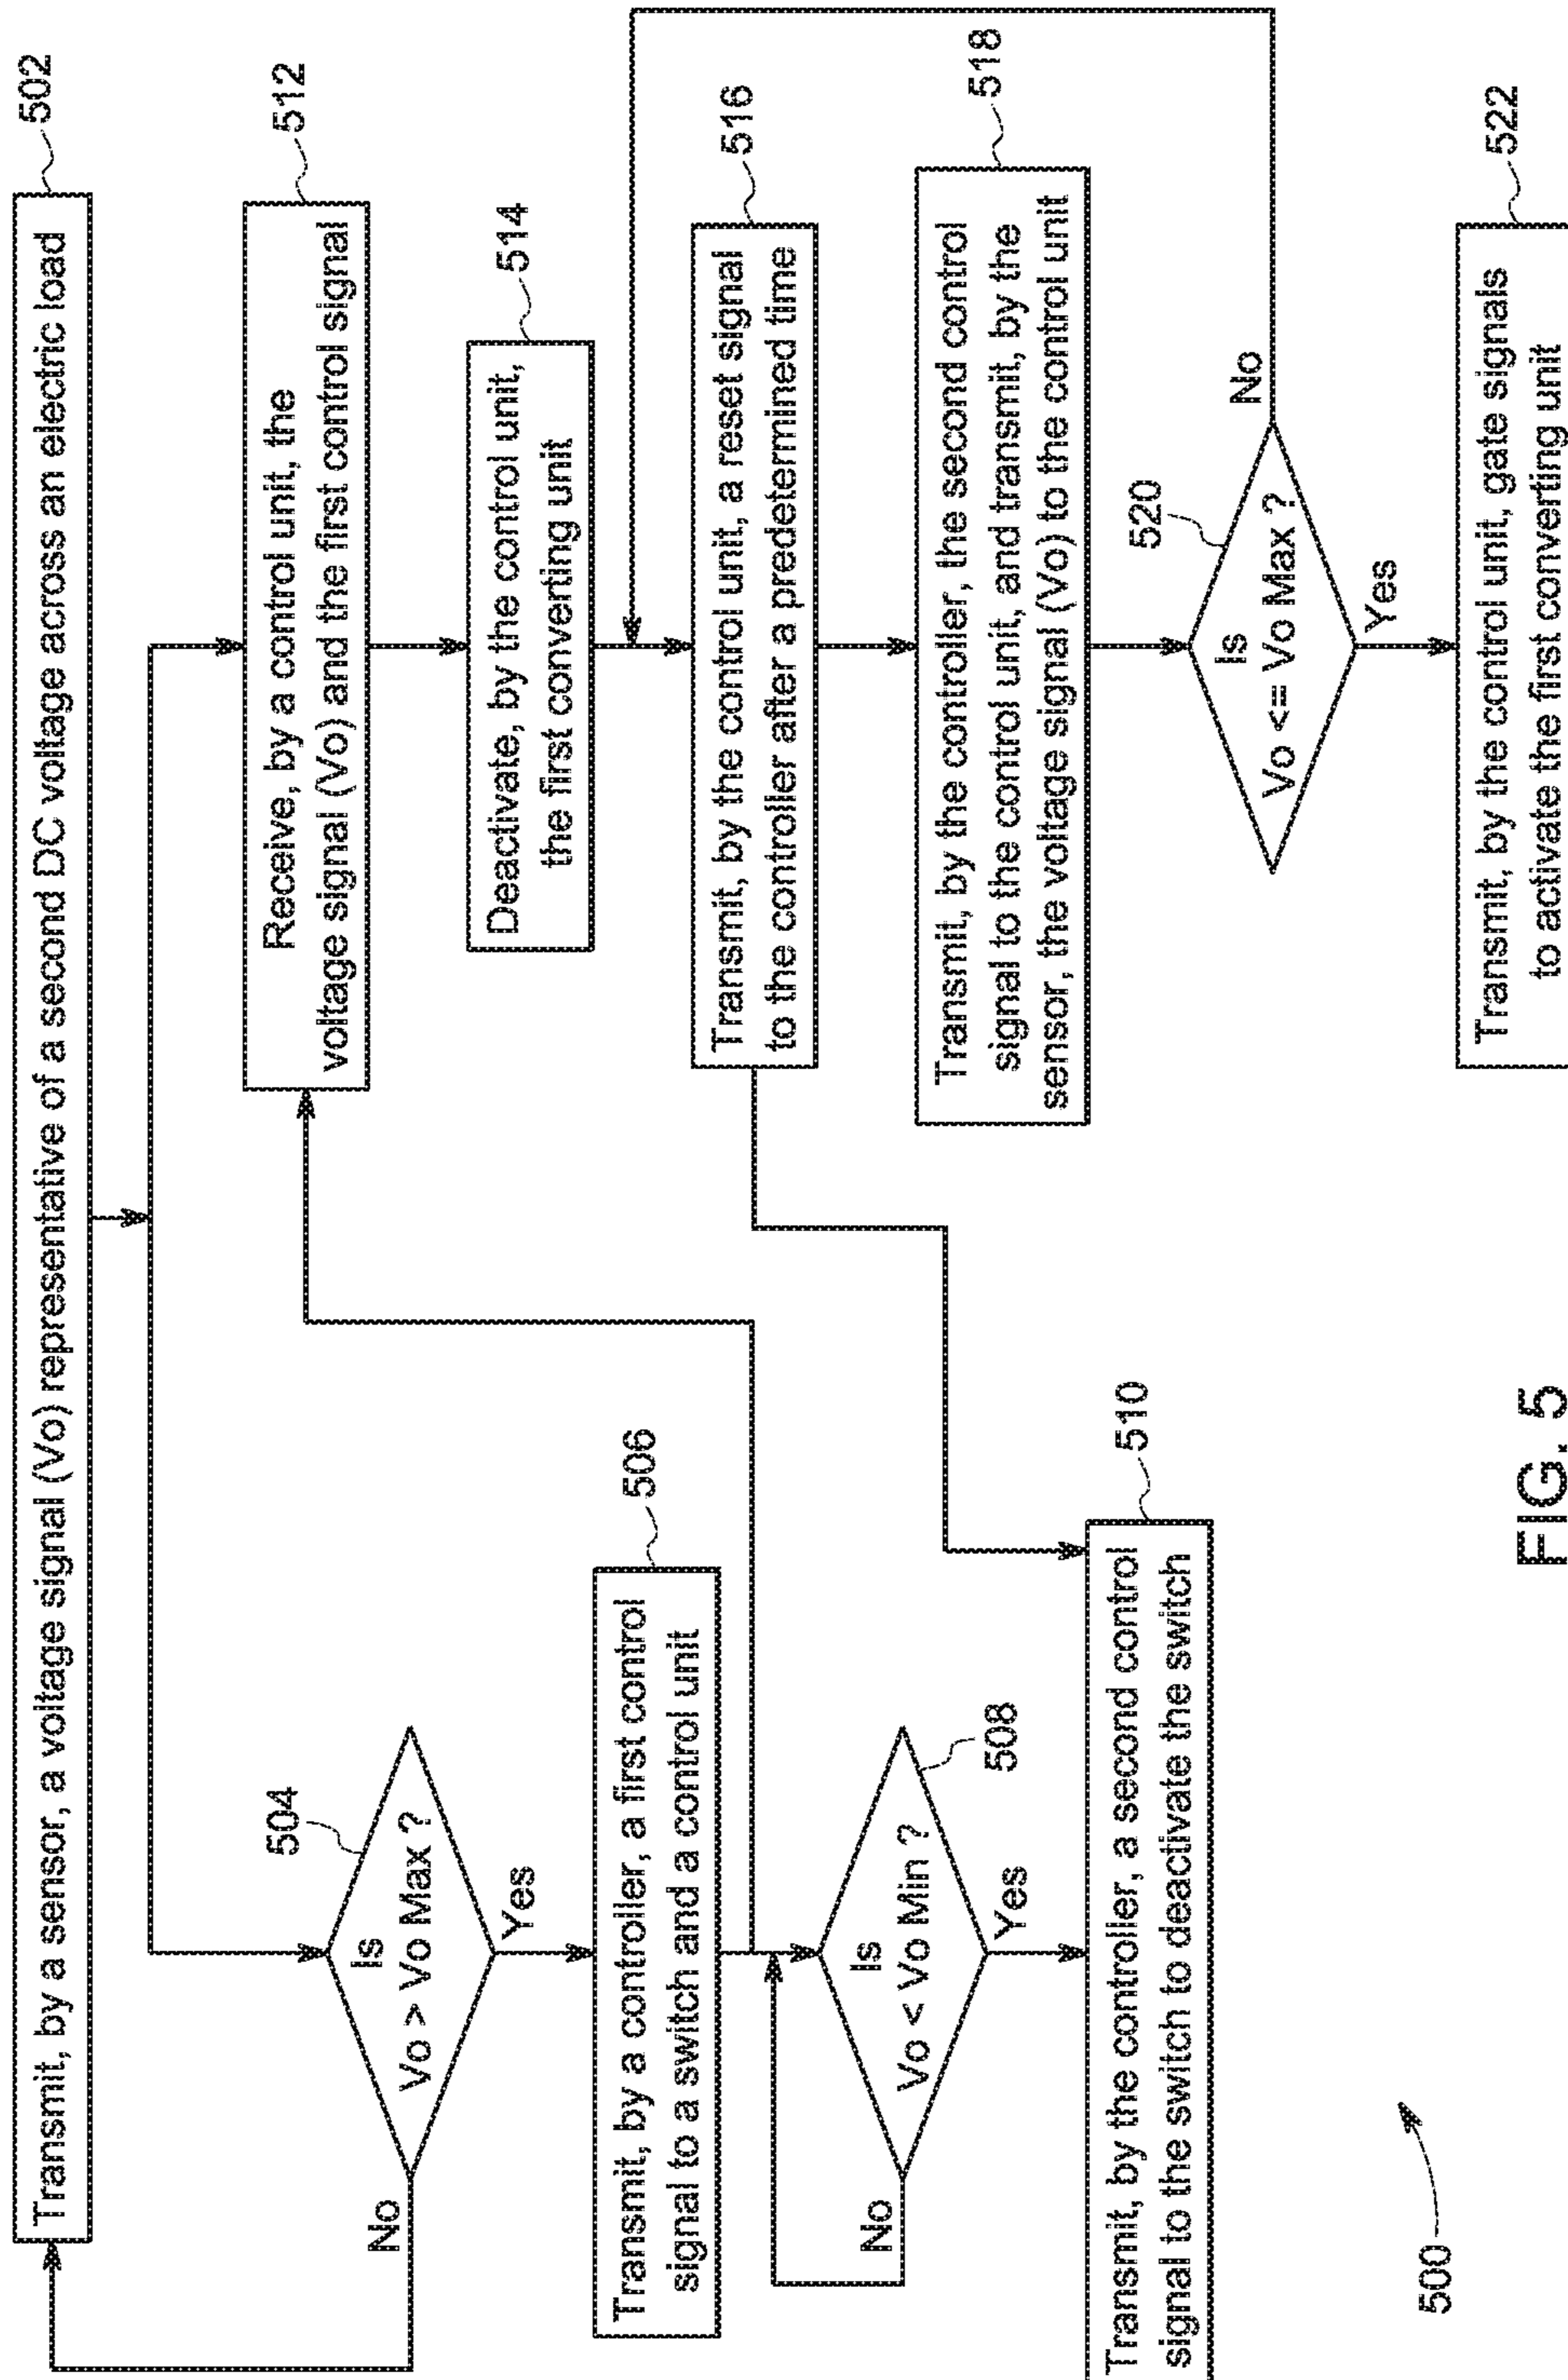 Transmit, by a sensor, a voltage signal (Vo) representative of a second DC voltage across an electric load
502
504
Is
Vo > Vo Max ?
No
Yes
Transmit, by a controller, a first control
signal to a switch and a control unit
506
Is
Vo < Vo Min ?
508
No
Yes
Transmit, by the controller, a second control
signal to the switch to deactivate the switch
510
Receive, by a control unit, the
voltage signal (Vo) and the first control signal
512
Deactivate, by the control unit,
the first converting unit
514
Transmit, by the control unit, a reset signal
to the controller after a predetermined time
516
Transmit, by the controller, the second control
signal to the control unit, and transmit, by the
sensor, the voltage signal (Vo) to the control unit
518
520
Is
Vo <= Vo Max ?
No
Yes
Transmit, by the control unit, gate signals
to activate the first converting unit
522
500
FIG. 5